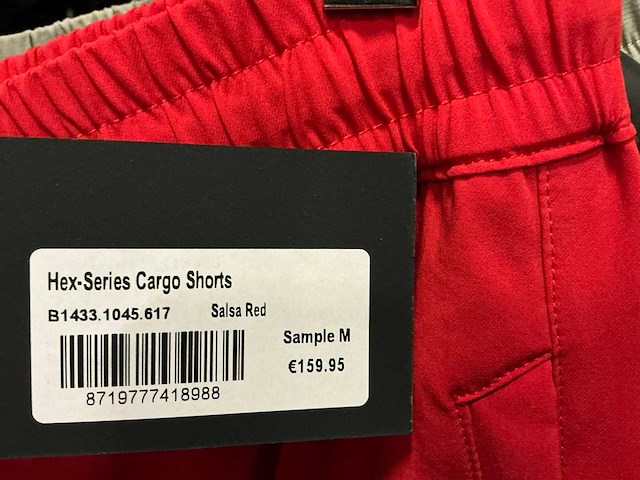 Hex-Series Cargo Shorts
B1433.1045.617 Salsa Red
Sample M
€159.95
8719777418988